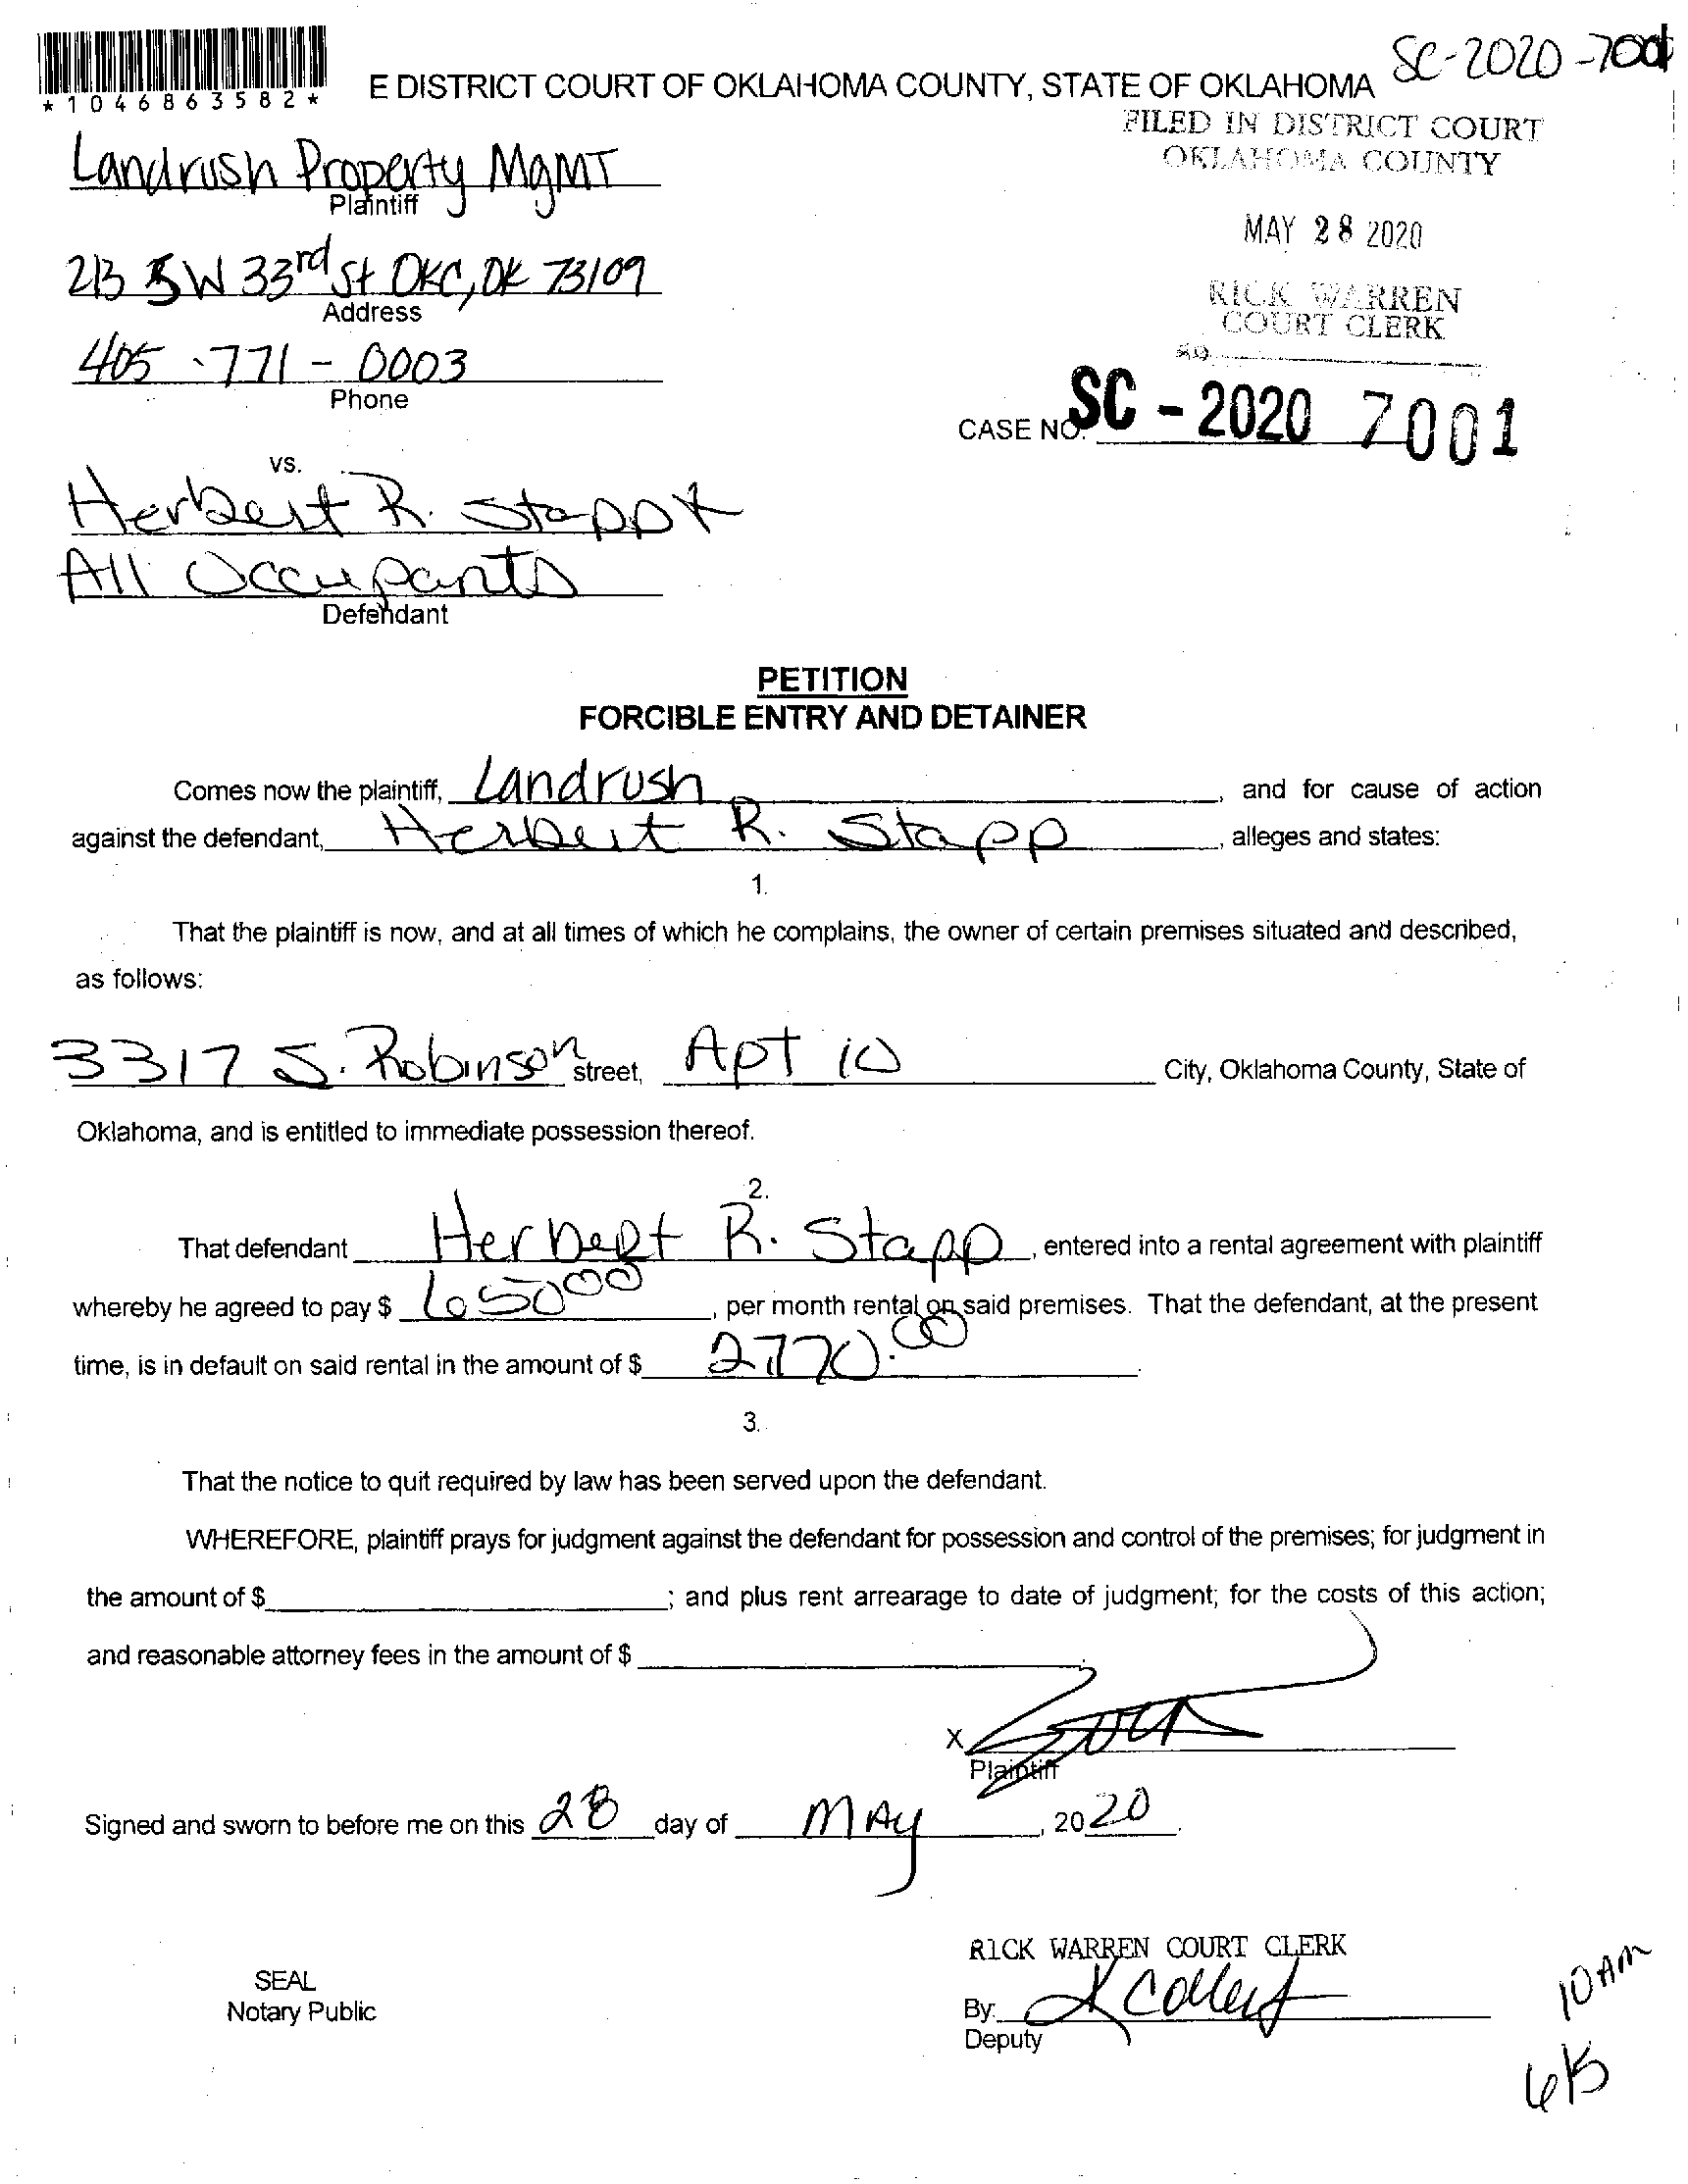 SC-2020-7001
*1046863582*
E DISTRICT COURT OF OKLAHOMA COUNTY, STATE OF OKLAHOMA
FILED IN DISTRICT COURT
OKLAHOMA COUNTY
Landrush Property MgMT
Plaintiff
MAY 28 2020
213 SW 33rd St OKC, OK 73109
Address
RICK WARREN
COURT CLERK
405-771-0003
Phone
CASE NO. SC - 2020 7001
vs.
Herbert R. Stapp +
All Occupants
Defendant
PETITION
FORCIBLE ENTRY AND DETAINER
Comes now the plaintiff, Landrush, and for cause of action
against the defendant, Herbert R. Stapp, alleges and states:
1.
That the plaintiff is now, and at all times of which he complains, the owner of certain premises situated and described,
as follows:
3317 S. Robinson street, Apt 10 City, Oklahoma County, State of
Oklahoma, and is entitled to immediate possession thereof.
2.
That defendant Herbert R. Stapp, entered into a rental agreement with plaintiff
whereby he agreed to pay $ 650.00, per month rental on said premises. That the defendant, at the present
time, is in default on said rental in the amount of $ 2770.00.
3.
That the notice to quit required by law has been served upon the defendant.
WHEREFORE, plaintiff prays for judgment against the defendant for possession and control of the premises; for judgment in
the amount of $ ; and plus rent arrearage to date of judgment; for the costs of this action;
and reasonable attorney fees in the amount of $
X
Plaintiff
Signed and sworn to before me on this 28 day of MAy, 2020.
RICK WARREN COURT CLERK
SEAL
Notary Public
By:
Deputy
10 AM
6/5